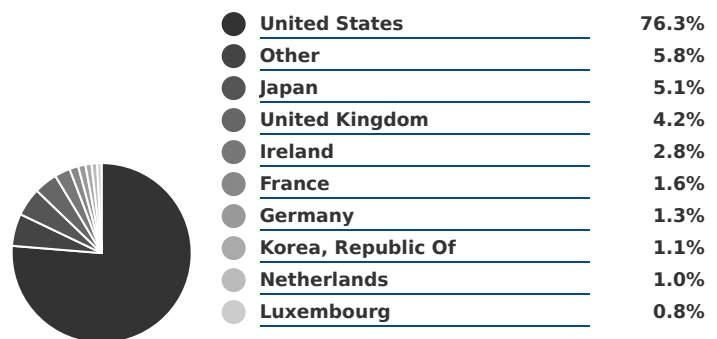 United States 76.3%
Other 5.8%
Japan 5.1%
United Kingdom 4.2%
Ireland 2.8%
France 1.6%
Germany 1.3%
Korea, Republic Of 1.1%
Netherlands 1.0%
Luxembourg 0.8%